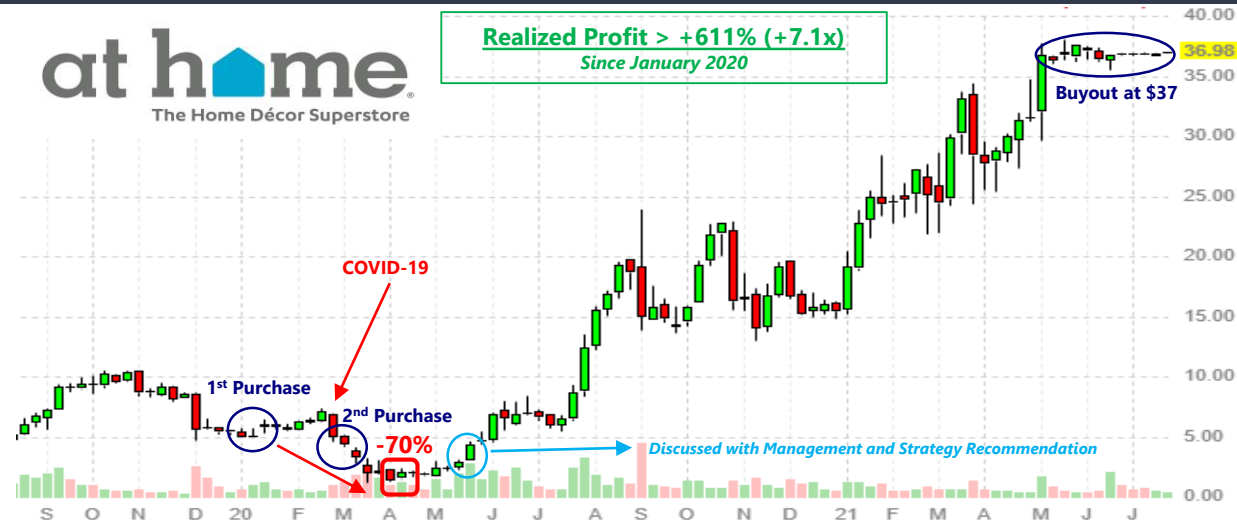 at home
The Home Décor Superstore
Realized Profit > +611% (+7.1x)
Since January 2020
40.00
36.98
35.00
Buyout at $37
30.00
25.00
20.00
COVID-19
15.00
10.00
1st Purchase
2nd Purchase
-70%
5.00
Discussed with Management and Strategy Recommendation
0.00
S O N D 20 F M A M J J A S O N D 21 F M A M J J